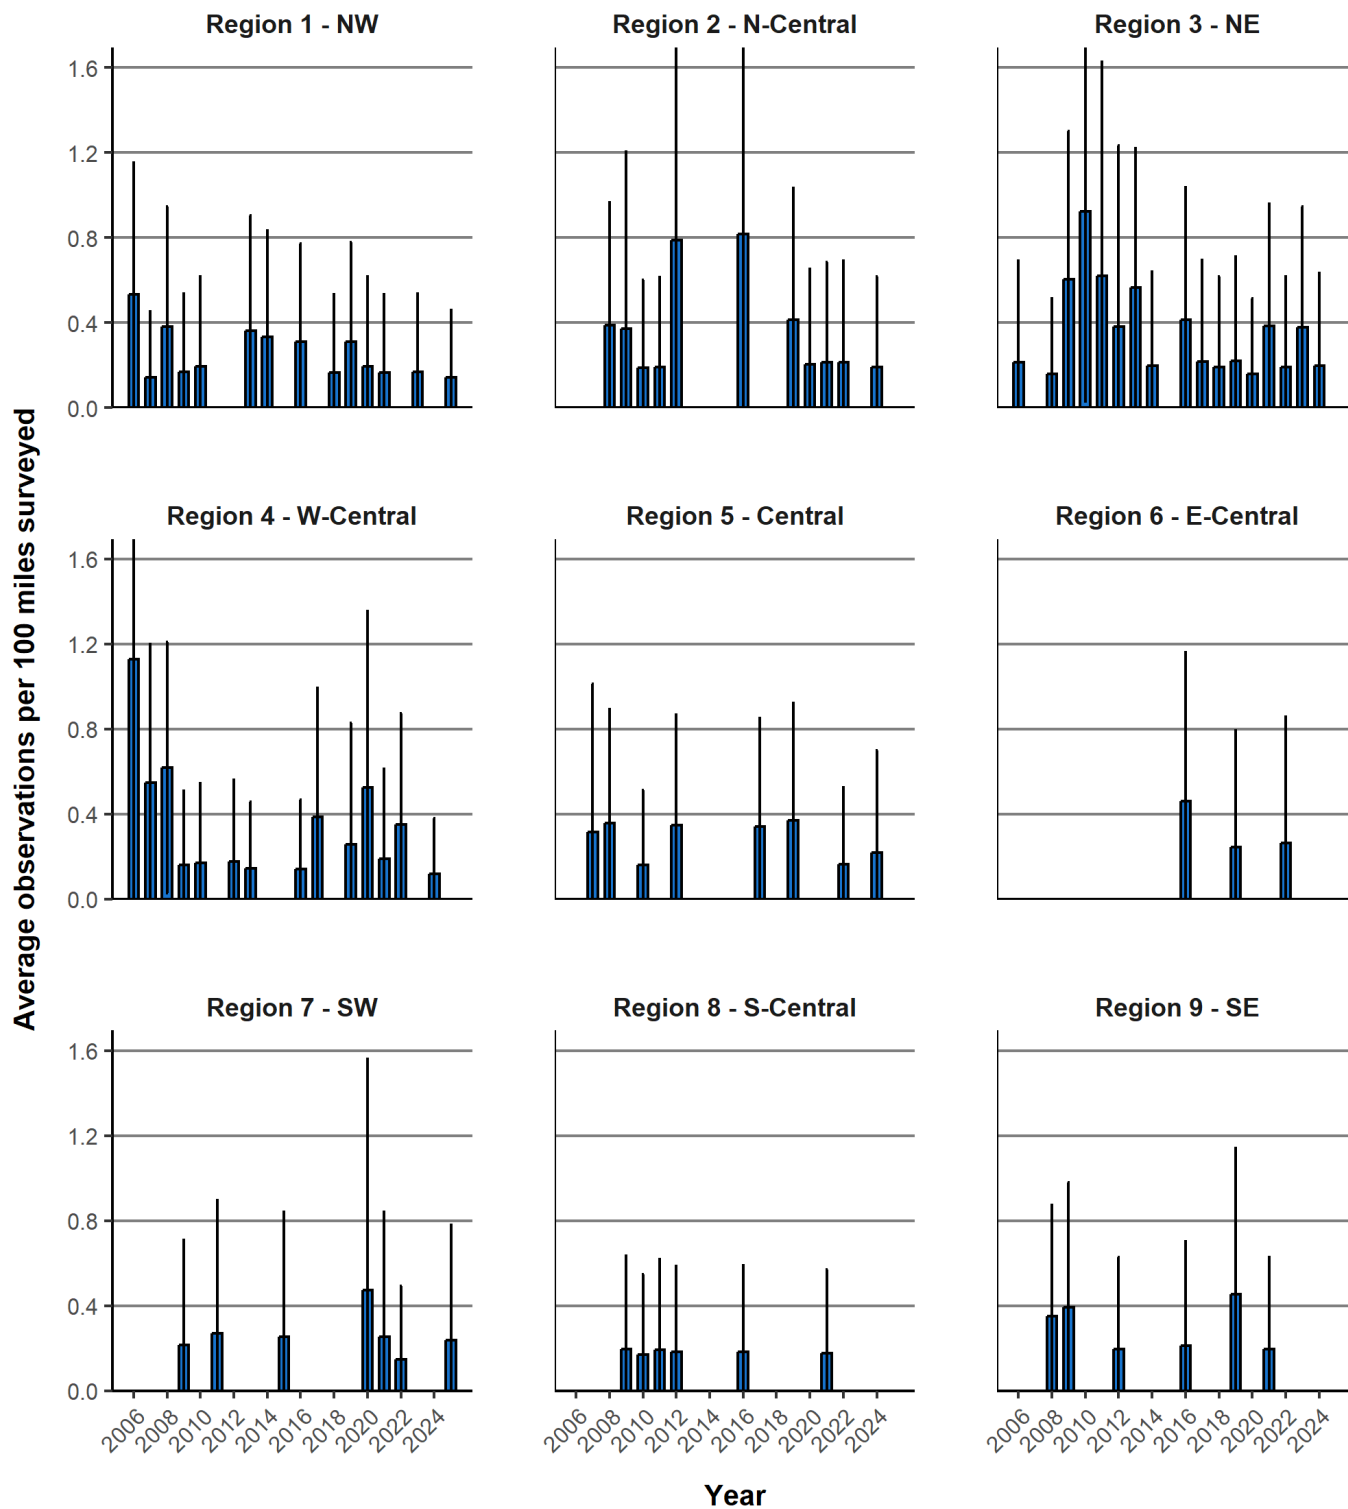 Region 1 - NW
Region 2 - N-Central
Region 3 - NE
1.6
1.2
0.8
0.4
0.0
Region 4 - W-Central
Region 5 - Central
Region 6 - E-Central
1.6
1.2
0.8
0.4
0.0
Region 7 - SW
Region 8 - S-Central
Region 9 - SE
1.6
1.2
0.8
0.4
0.0
2006 2008 2010 2012 2014 2016 2018 2020 2022 2024
2006 2008 2010 2012 2014 2016 2018 2020 2022 2024
2006 2008 2010 2012 2014 2016 2018 2020 2022 2024
Year
Average observations per 100 miles surveyed